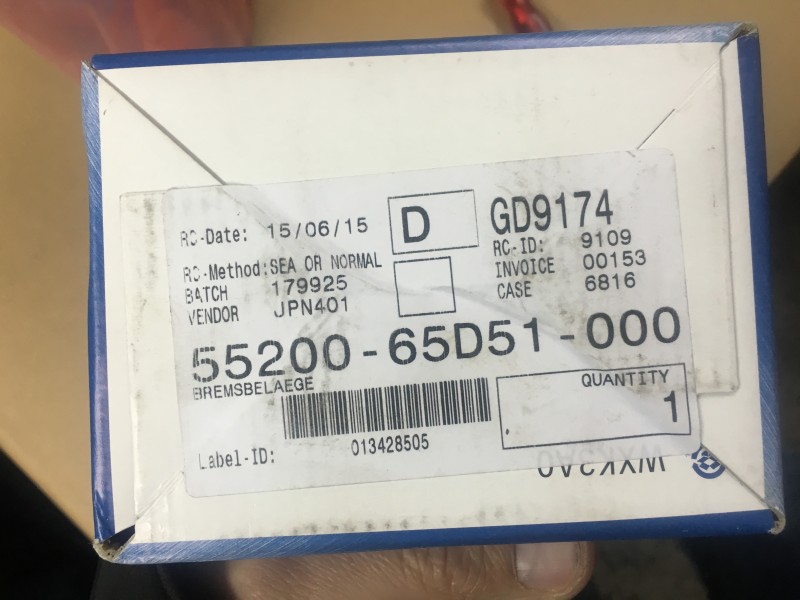 RC-Date: 15/06/15
D
GD9174
RC-ID: 9109
RC-Method:SEA OR NORMAL
INVOICE 00153
BATCH 179925
CASE 6816
VENDOR JPN401
55200-65D51-000
BREMSBELAEGE
QUANTITY
1
Label-ID: 013428505